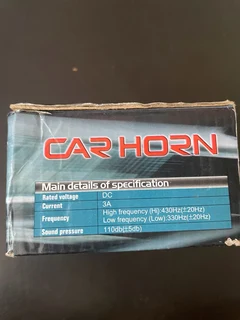 CAR HORN
Main details of specification
Rated voltage DC
Current 3A
Frequency High frequency (Hi):430Hz(±20Hz)
Low frequency (Low):330Hz(±20Hz)
Sound pressure 110db(±5db)